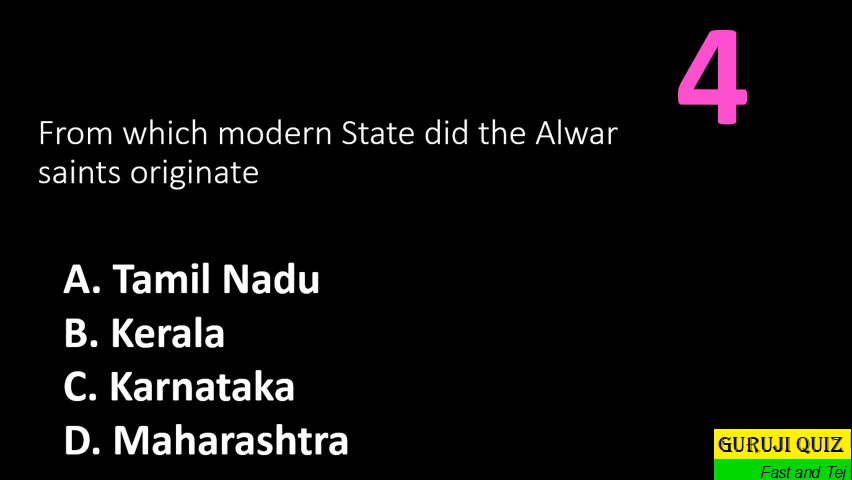 4
From which modern State did the Alwar
saints originate
A. Tamil Nadu
B. Kerala
C. Karnataka
D. Maharashtra
GURUJI QUIZ
Fast and Tej